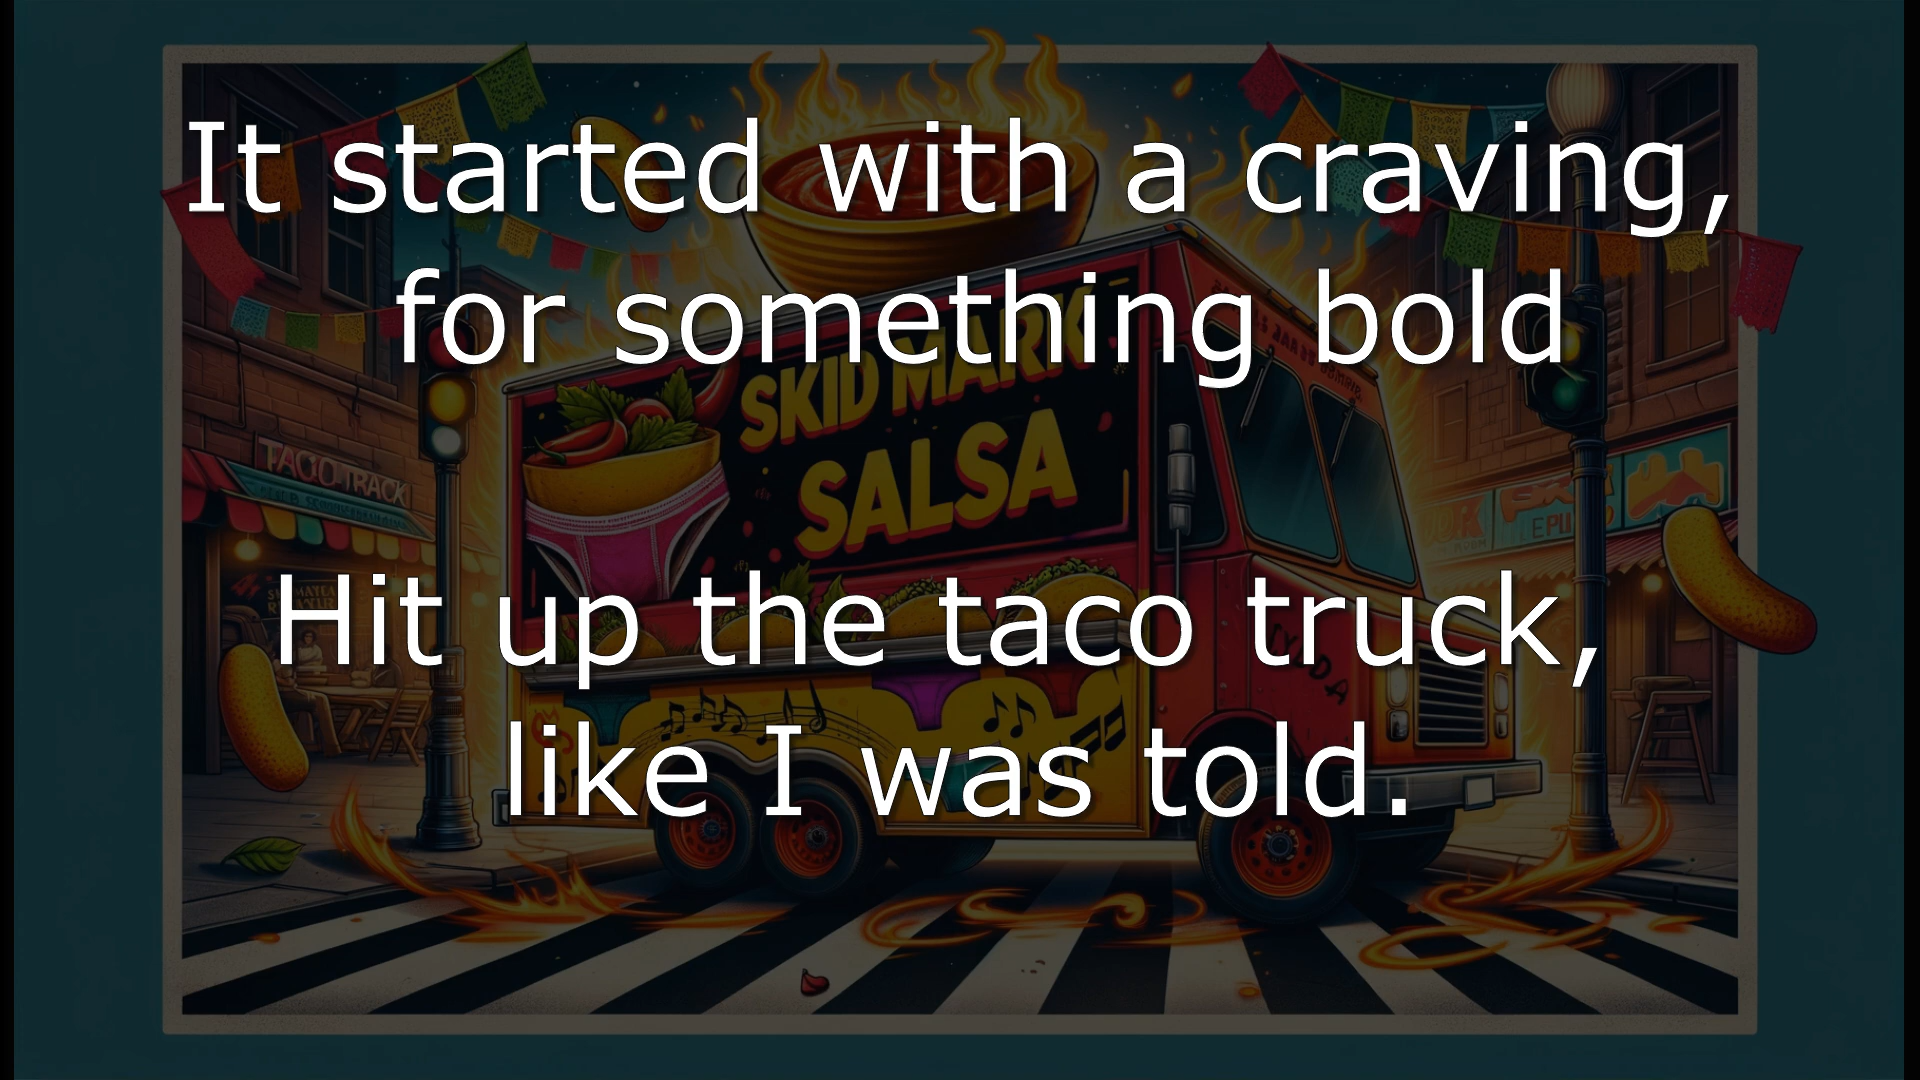 It started with a craving,
for something bold
Hit up the taco truck,
like I was told.
SKID MARK
SALSA
TACO TRACK